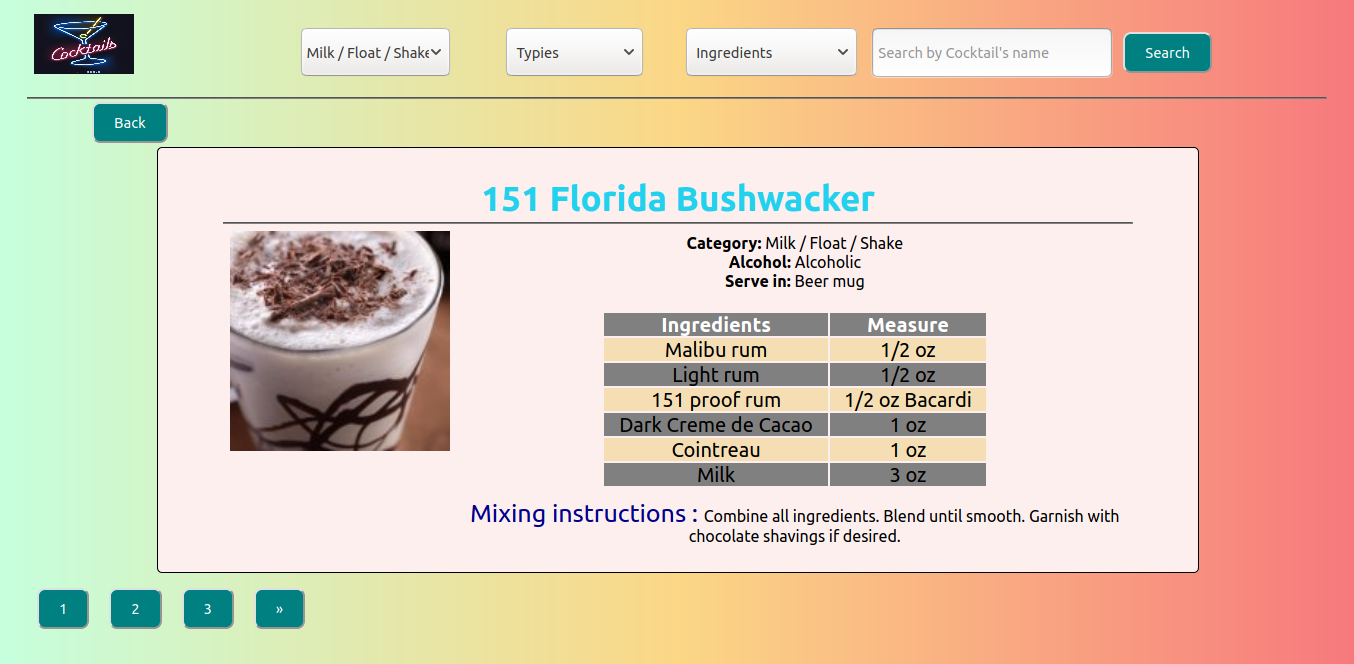 Cocktails
Milk / Float / Shake
Typies
Ingredients
Search by Cocktail's name
Search
Back
151 Florida Bushwacker
Category: Milk / Float / Shake
Alcohol: Alcoholic
Serve in: Beer mug
Ingredients Measure
Malibu rum 1/2 oz
Light rum 1/2 oz
151 proof rum 1/2 oz Bacardi
Dark Creme de Cacao 1 oz
Cointreau 1 oz
Milk 3 oz
Mixing instructions : Combine all ingredients. Blend until smooth. Garnish with
chocolate shavings if desired.
1 2 3 »